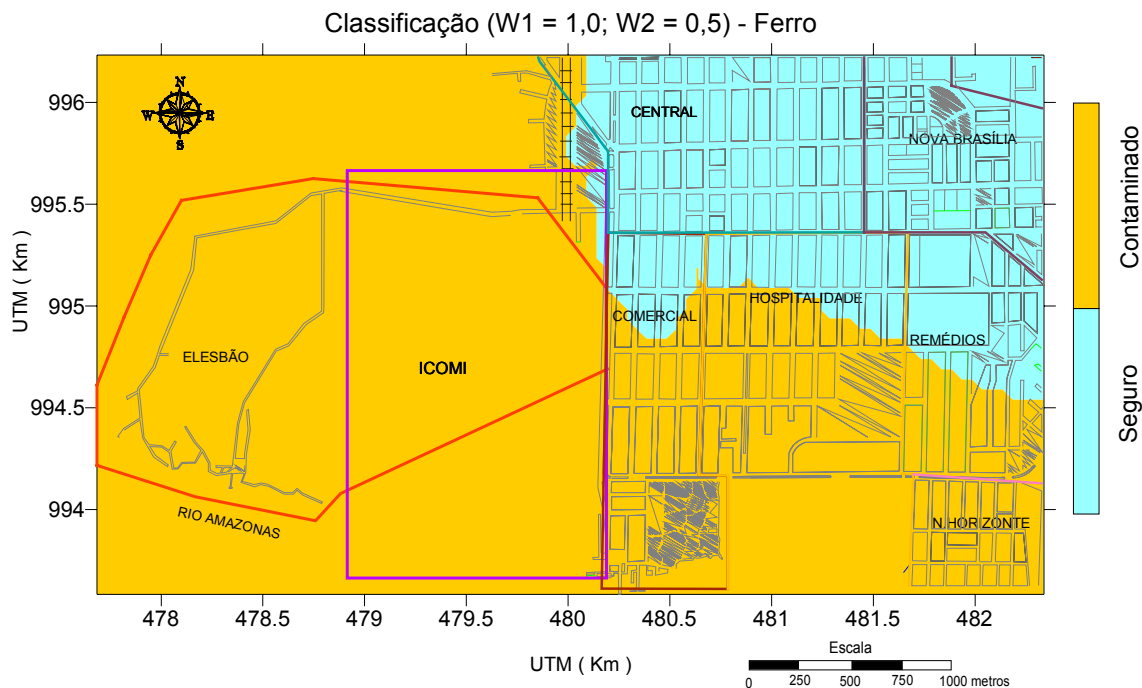 Classificação (W1 = 1,0; W2 = 0,5) - Ferro
UTM ( Km )
996
995.5
995
994.5
994
N
W
E
S
CENTRAL
NOVA BRASÍLIA
COMERCIAL
HOSPITALIDADE
REMÉDIOS
ELESBÃO
ICOMI
RIO AMAZONAS
N.HORIZONTE
Contaminado
Seguro
478
478.5
479
479.5
480
480.5
481
481.5
482
UTM ( Km )
Escala
0
250
500
750
1000 metros